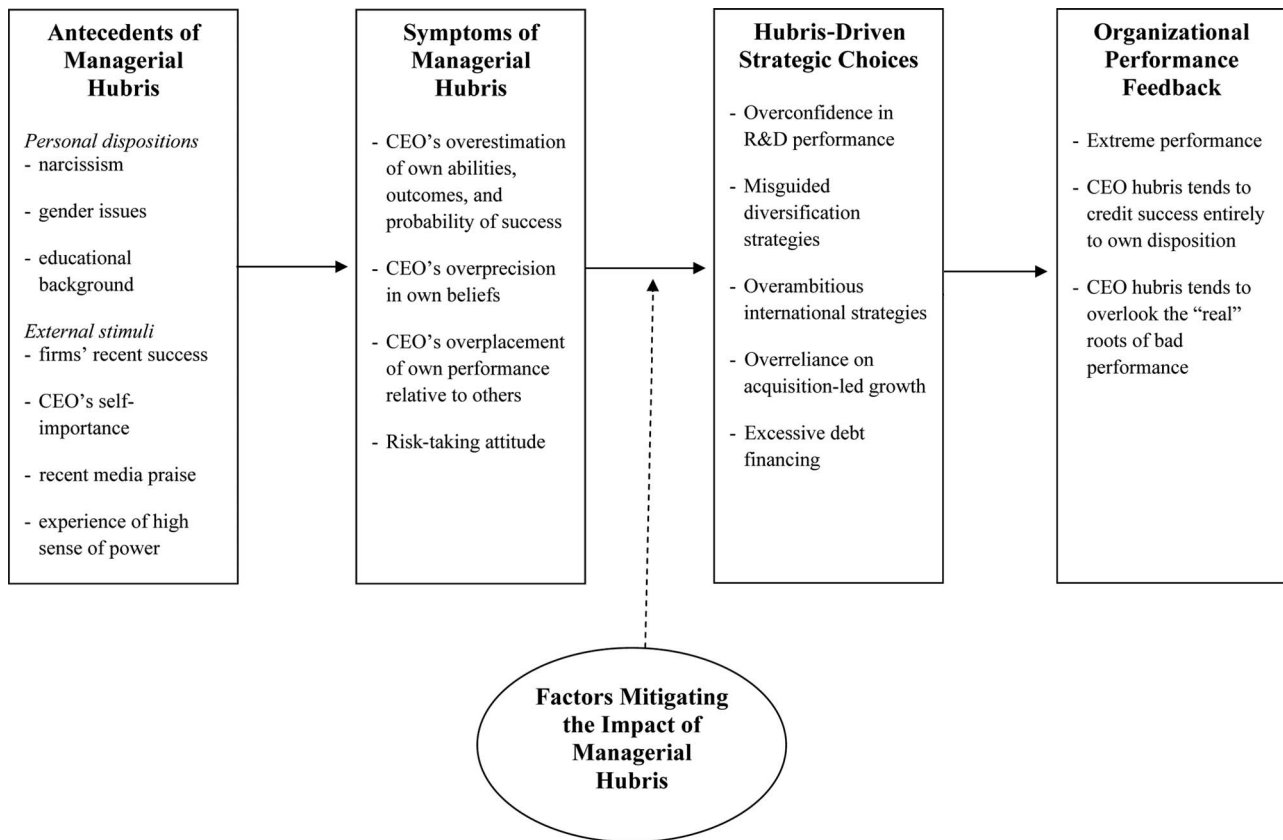 Antecedents of
Managerial
Hubris
Personal dispositions
- narcissism
- gender issues
- educational
background
External stimuli
- firms’ recent success
- CEO’s self-
importance
- recent media praise
- experience of high
sense of power
Symptoms of
Managerial
Hubris
- CEO’s overestimation
of own abilities,
outcomes, and
probability of success
- CEO’s overprecision
in own beliefs
- CEO’s overplacement
of own performance
relative to others
- Risk-taking attitude
Hubris-Driven
Strategic Choices
- Overconfidence in
R&D performance
- Misguided
diversification
strategies
- Overambitious
international strategies
- Overreliance on
acquisition-led growth
- Excessive debt
financing
Organizational
Performance
Feedback
- Extreme performance
- CEO hubris tends to
credit success entirely
to own disposition
- CEO hubris tends to
overlook the “real”
roots of bad
performance
Factors Mitigating
the Impact of
Managerial
Hubris